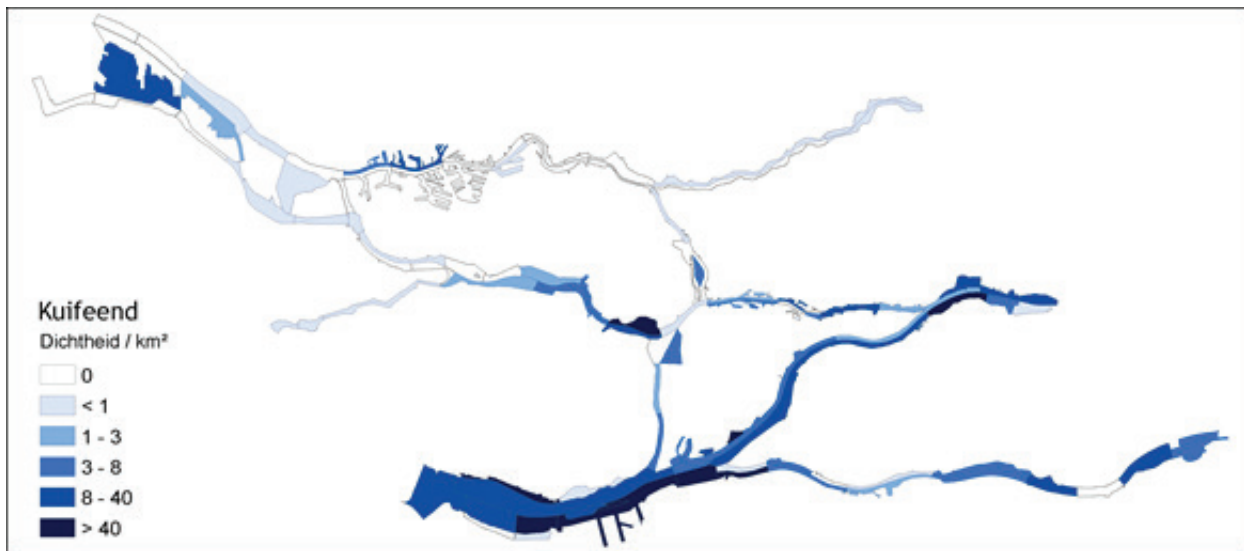 Kuifeend
Dichtheid / km²
0
< 1
1 - 3
3 - 8
8 - 40
> 40